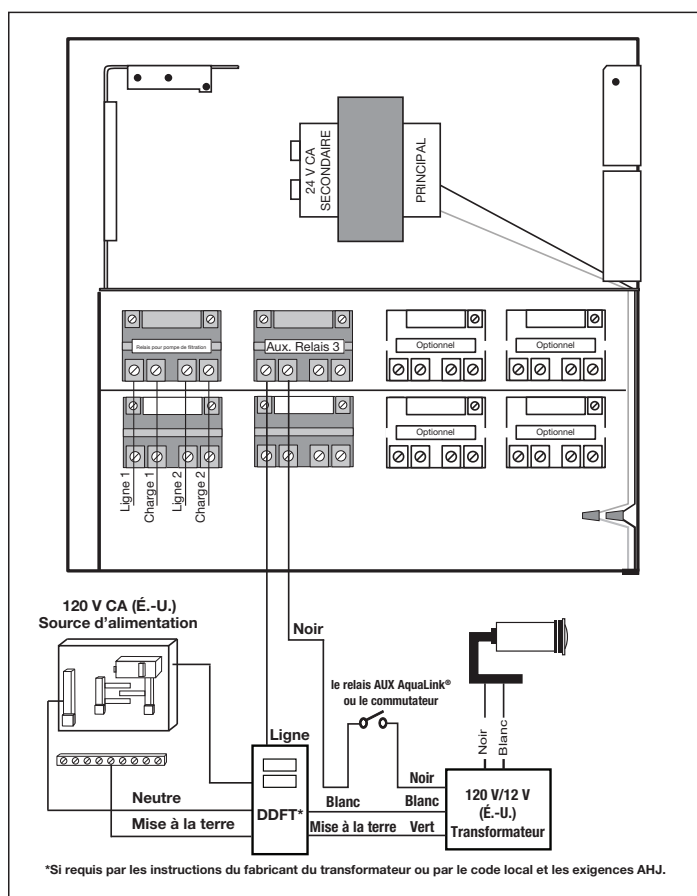 24 V CA
SECONDAIRE
PRINCIPAL
Relais pour pompe de filtration
Aux. Relais 3
Optionnel
Optionnel
Optionnel
Optionnel
Ligne 1
Charge 1
Ligne 2
Charge 2
120 V CA (É.-U.)
Source d'alimentation
Noir
le relais AUX AquaLink®
ou le commutateur
Noir
Blanc
Ligne
Noir
Neutre
DDFT*
Blanc
Blanc
Mise à la terre
Mise à la terre
Vert
120 V/12 V
(É.-U.)
Transformateur
*Si requis par les instructions du fabricant du transformateur ou par le code local et les exigences AHJ.